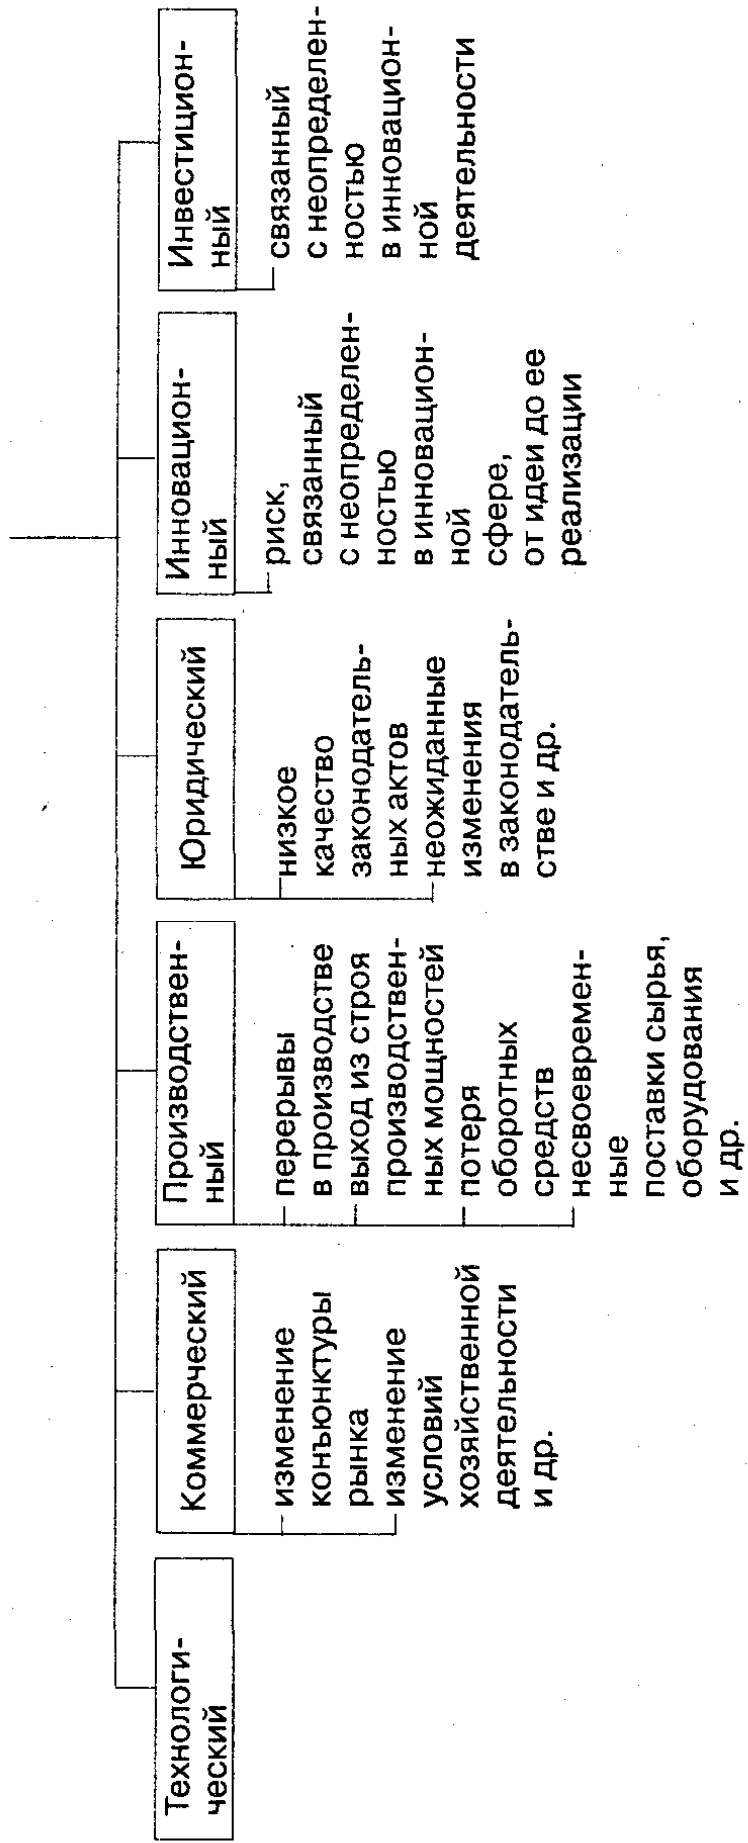 Технологи-
ческий
Коммерческий
изменение
конъюнктуры
рынка
изменение
условий
хозяйственной
деятельности
и др.
Производствен-
ный
перерывы
в производстве
выход из строя
производствен-
ных мощностей
потеря
оборотных
средств
несвоевремен-
ные
поставки сырья,
оборудования
и др.
Юридический
низкое
качество
законодатель-
ных актов
неожиданные
изменения
в законодатель-
стве и др.
Инновацион-
ный
риск,
связанный
с неопределен-
ностью
в инновацион-
ной
сфере,
от идеи до ее
реализации
Инвестицион-
ный
связанный
с неопределен-
ностью
в инновацион-
ной
деятельности